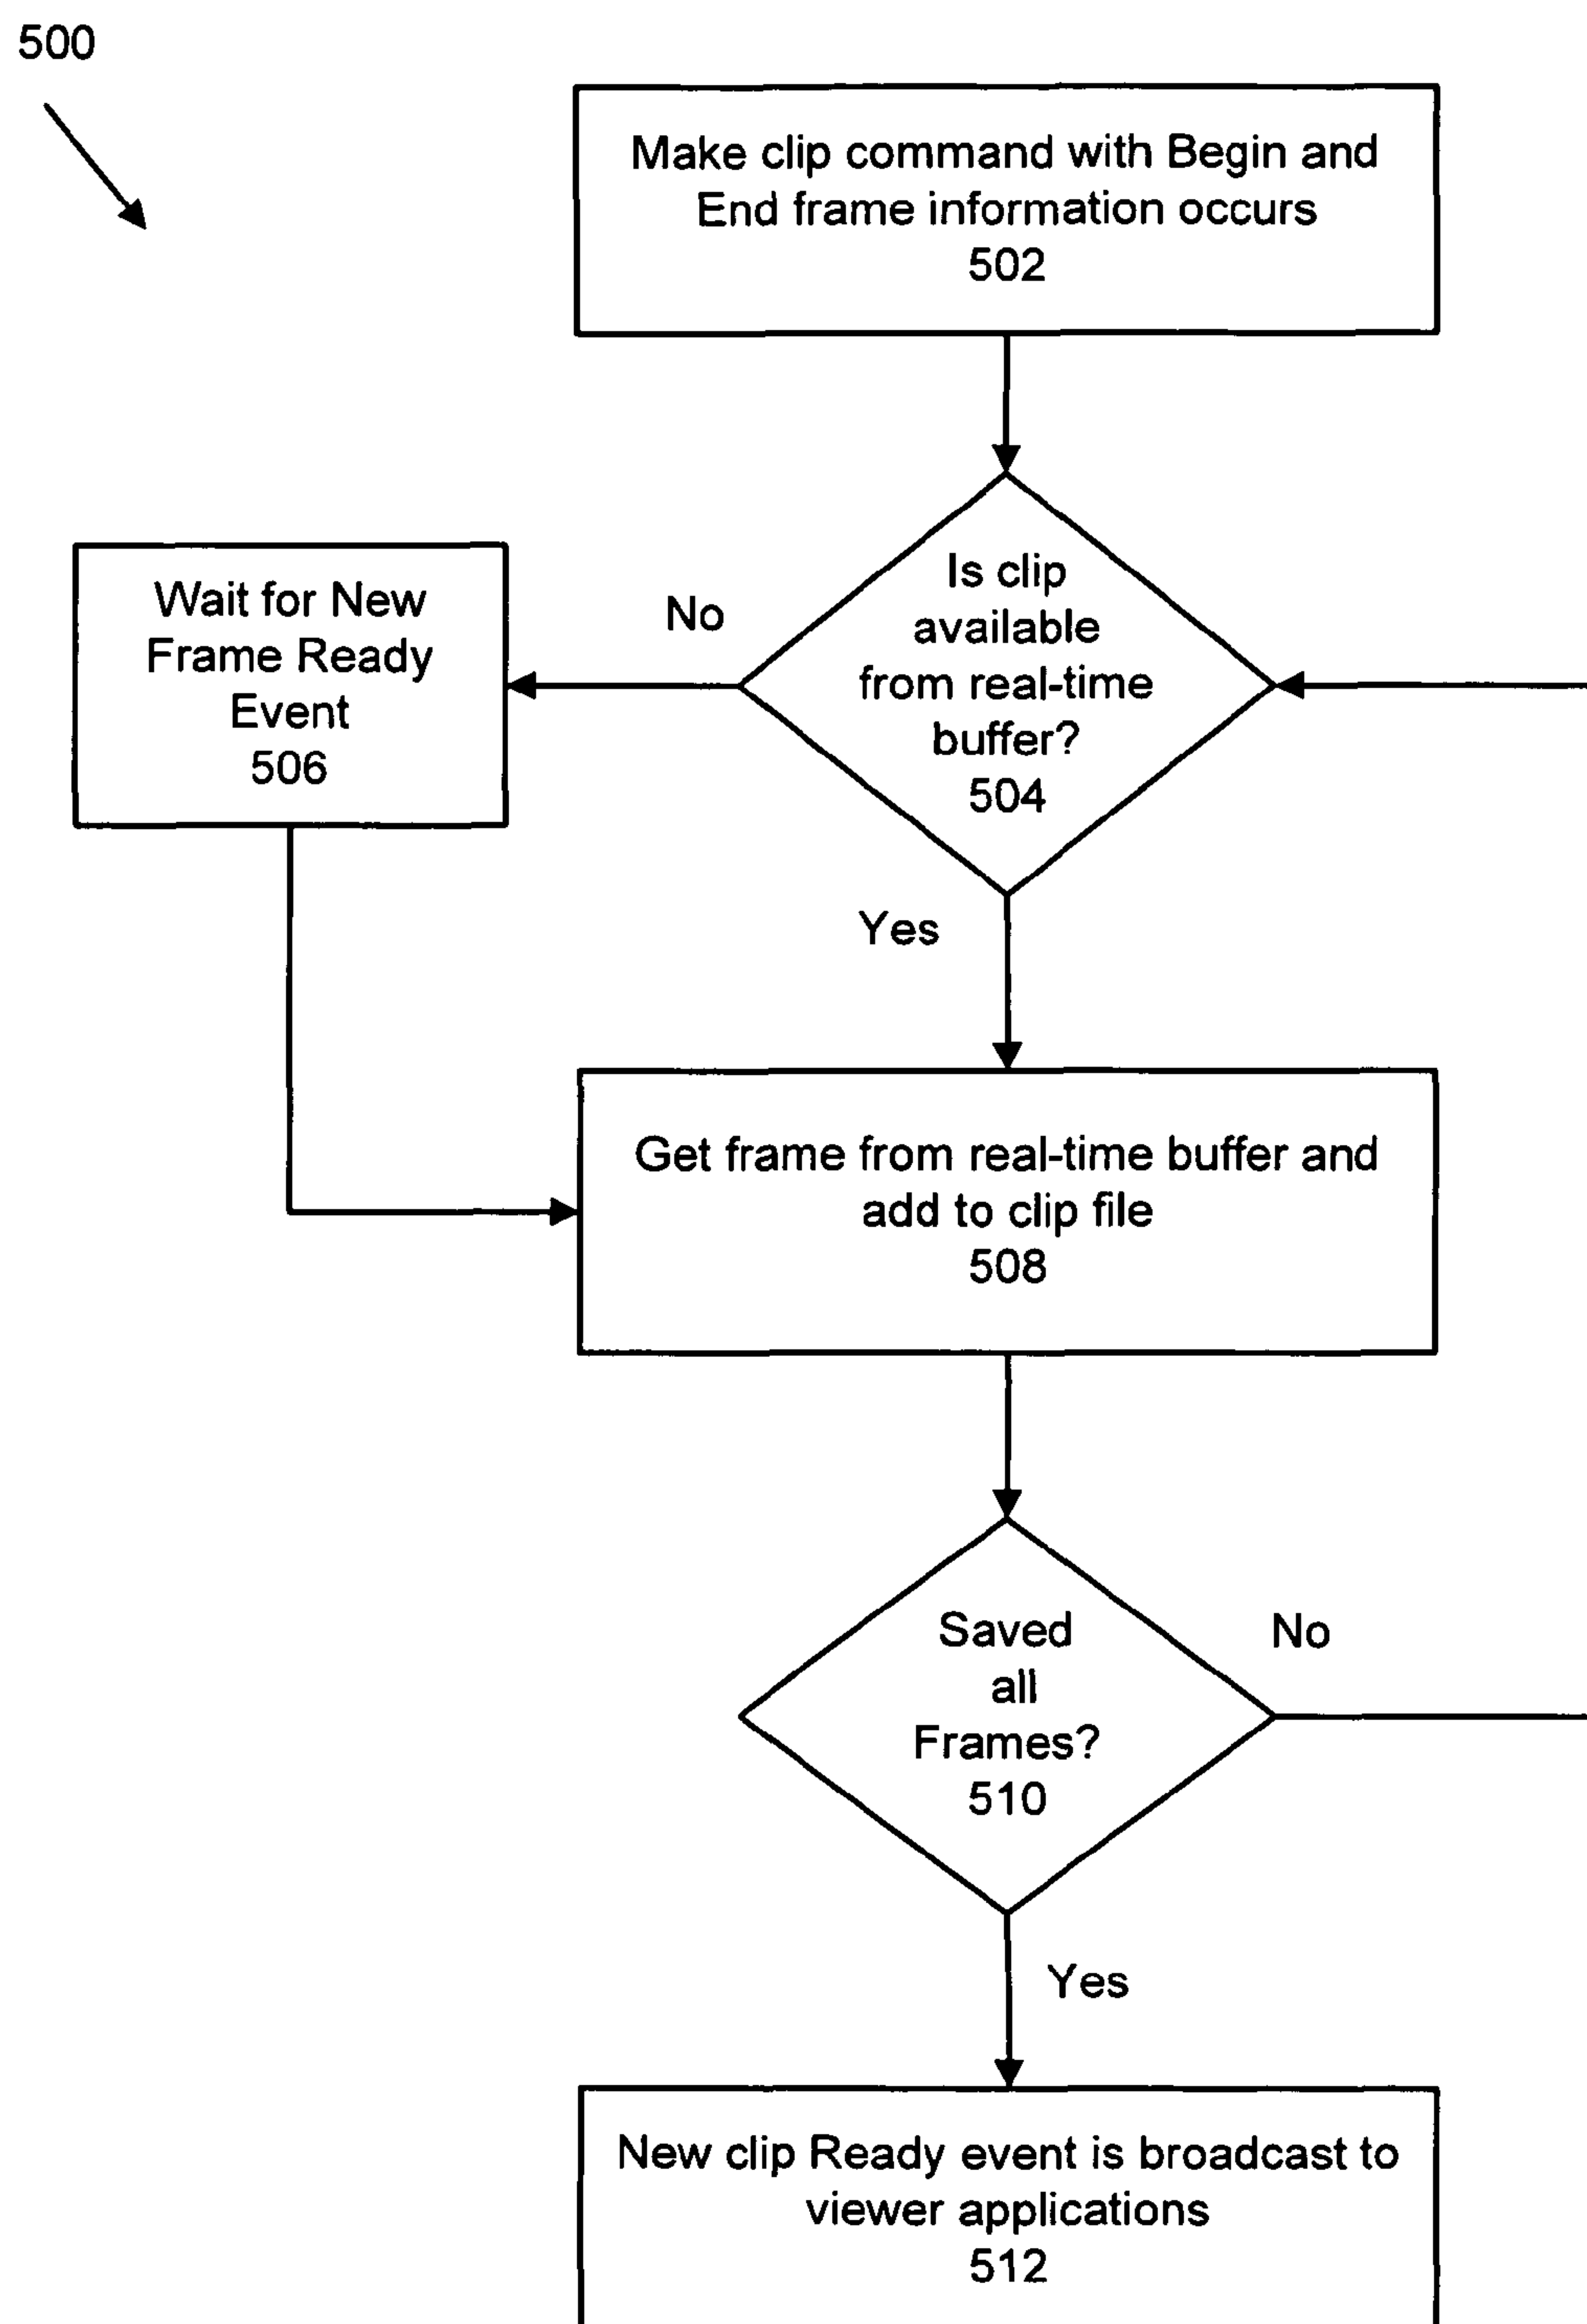 500
Make clip command with Begin and
End frame information occurs
502
Is clip
available
from real-time
buffer?
504
No
Wait for New
Frame Ready
Event
506
Yes
Get frame from real-time buffer and
add to clip file
508
Saved
all
Frames?
510
No
Yes
New clip Ready event is broadcast to
viewer applications
512